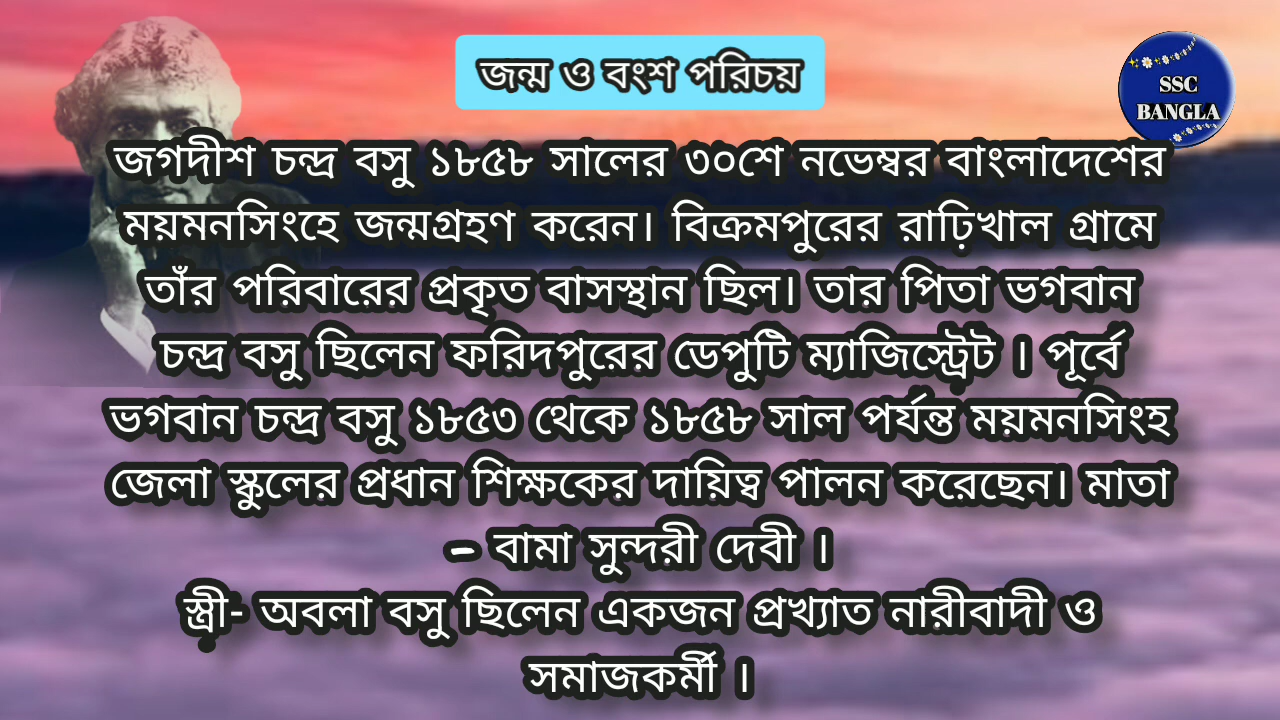 জন্ম ও বংশ পরিচয়
SSC
BANGLA
জগদীশ চন্দ্র বসু ১৮৫৮ সালের ৩০শে নভেম্বর বাংলাদেশের
ময়মনসিংহে জন্মগ্রহণ করেন। বিক্রমপুরের রাঢ়িখাল গ্রামে
তাঁর পরিবারের প্রকৃত বাসস্থান ছিল। তার পিতা ভগবান
চন্দ্র বসু ছিলেন ফরিদপুরের ডেপুটি ম্যাজিস্ট্রেট । পূর্বে
ভগবান চন্দ্র বসু ১৮৫৩ থেকে ১৮৫৮ সাল পর্যন্ত ময়মনসিংহ
জেলা স্কুলের প্রধান শিক্ষকের দায়িত্ব পালন করেছেন। মাতা
– বামা সুন্দরী দেবী ।
স্ত্রী- অবলা বসু ছিলেন একজন প্রখ্যাত নারীবাদী ও
সমাজকর্মী ।